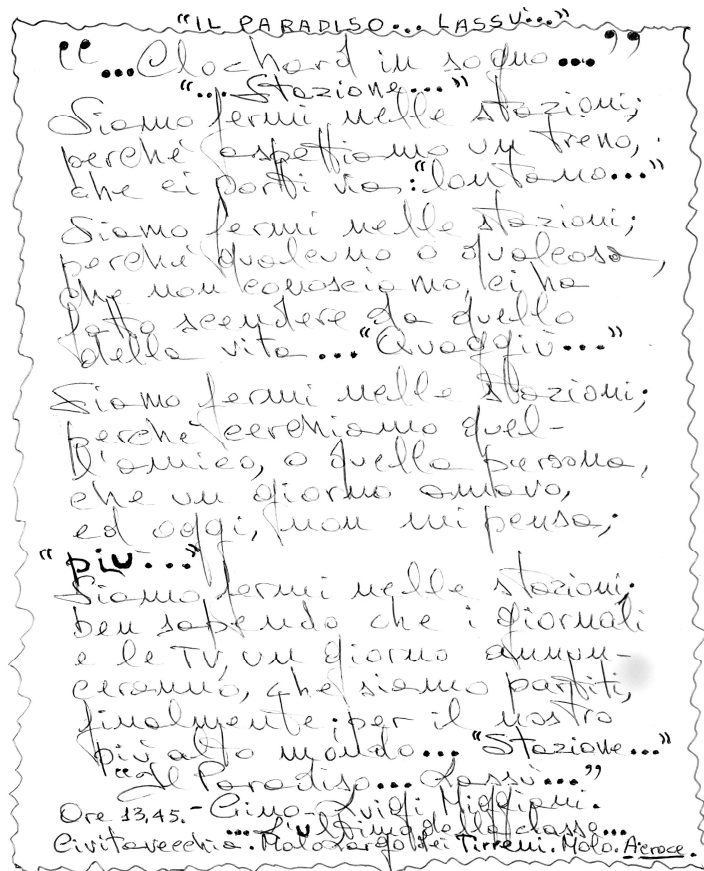 "IL PARADISO... LASSÙ..."
"...Clochard in sogno..."
"...Stazione..."
Siamo fermi nelle stazioni;
perché aspettiamo un treno,
che ci porti via: "lontano..."
Siamo fermi nelle stazioni;
perché qualcuno o qualcosa,
che non conosciamo, ci ha
fatto scendere da quello
della vita..."Quaggiù..."
Siamo fermi nelle stazioni;
perché cerchiamo quel-
l'amico, o quella persona,
che un giorno amavo,
ed oggi, non mi pensa;
"più..."
Siamo fermi nelle stazioni;
ben sapendo che i giornali
e le TV, un giorno annun-
ceranno, che siamo partiti,
finalmente; per il nostro
più alto mondo..."Stazione..."
"Il Paradiso... Lassù..."
Ore 13,45.- Gino-Luigi Miggiani.
...L'ultimo della classe...
Civitavecchia. Molo Largo dei Tirreni. Molo.